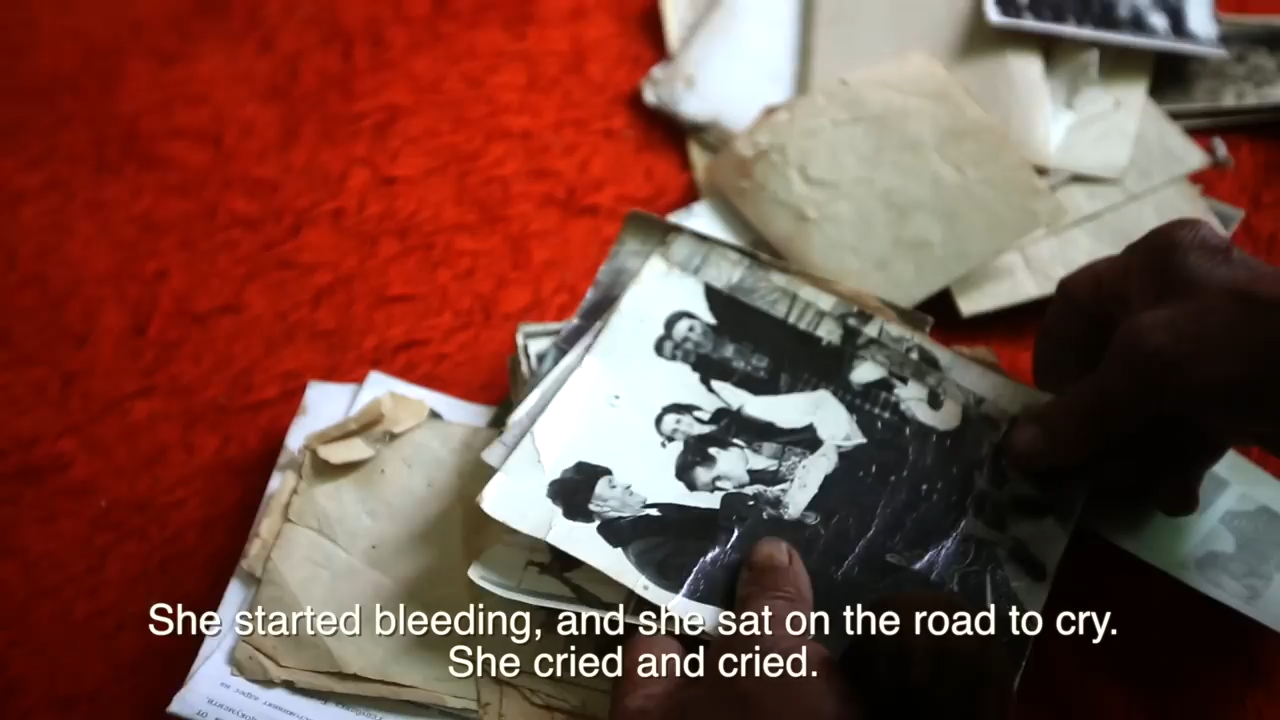 She started bleeding, and she sat on the road to cry.
She cried and cried.